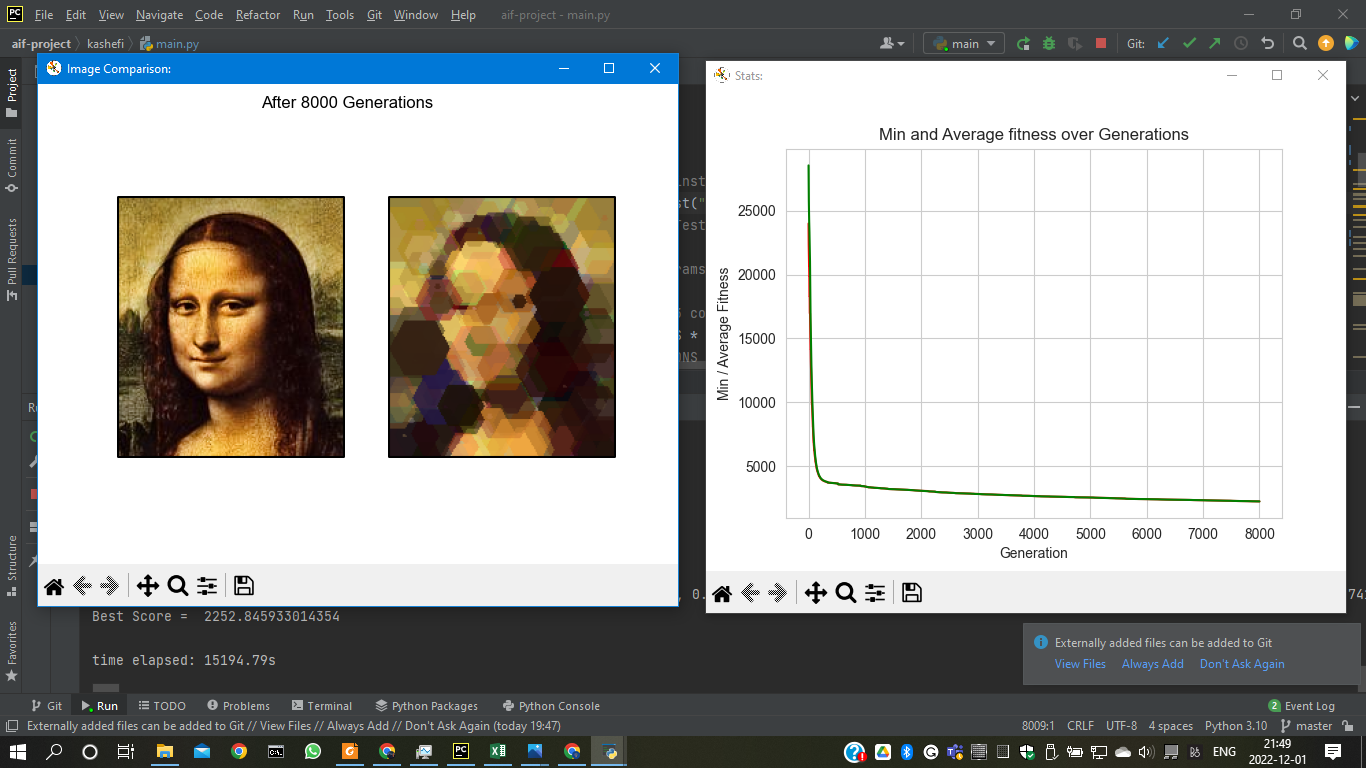 PC File Edit View Navigate Code Refactor Run Tools Git Window Help aif-project - main.py
aif-project kashefi main.py main Git:
Project
Commit
Pull Requests
Structure
Favorites
Image Comparison:
After 8000 Generations
Stats:
Min and Average fitness over Generations
Min / Average Fitness
25000
20000
15000
10000
5000
0 1000 2000 3000 4000 5000 6000 7000 8000
Generation
Best Score = 2252.845933014354
time elapsed: 15194.79s
Externally added files can be added to Git
View Files Always Add Don't Ask Again
Git Run TODO Problems Terminal Python Packages Python Console 2 Event Log
Externally added files can be added to Git // View Files // Always Add // Don't Ask Again (today 19:47) 8009:1 CRLF UTF-8 4 spaces Python 3.10 master
ENG
21:49
2022-12-01